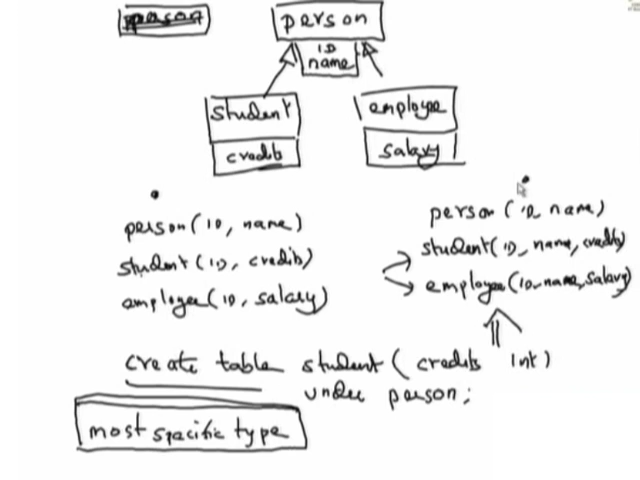 person
person
ID
name
student
credits
employee
salary
person(ID, name)
student(ID, credits)
employee(ID, salary)
person(ID, name)
student(ID, name, credits)
employee(ID, name, salary)
create table student(credits int)
under person;
most specific type